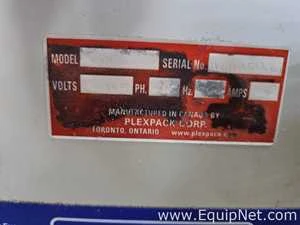 MODEL SERIAL No.
VOLTS PH. Hz. AMPS
MANUFACTURED IN CANADA BY
PLEXPACK CORP.
TORONTO, ONTARIO www.plexpack.com
www.EquipNet.com